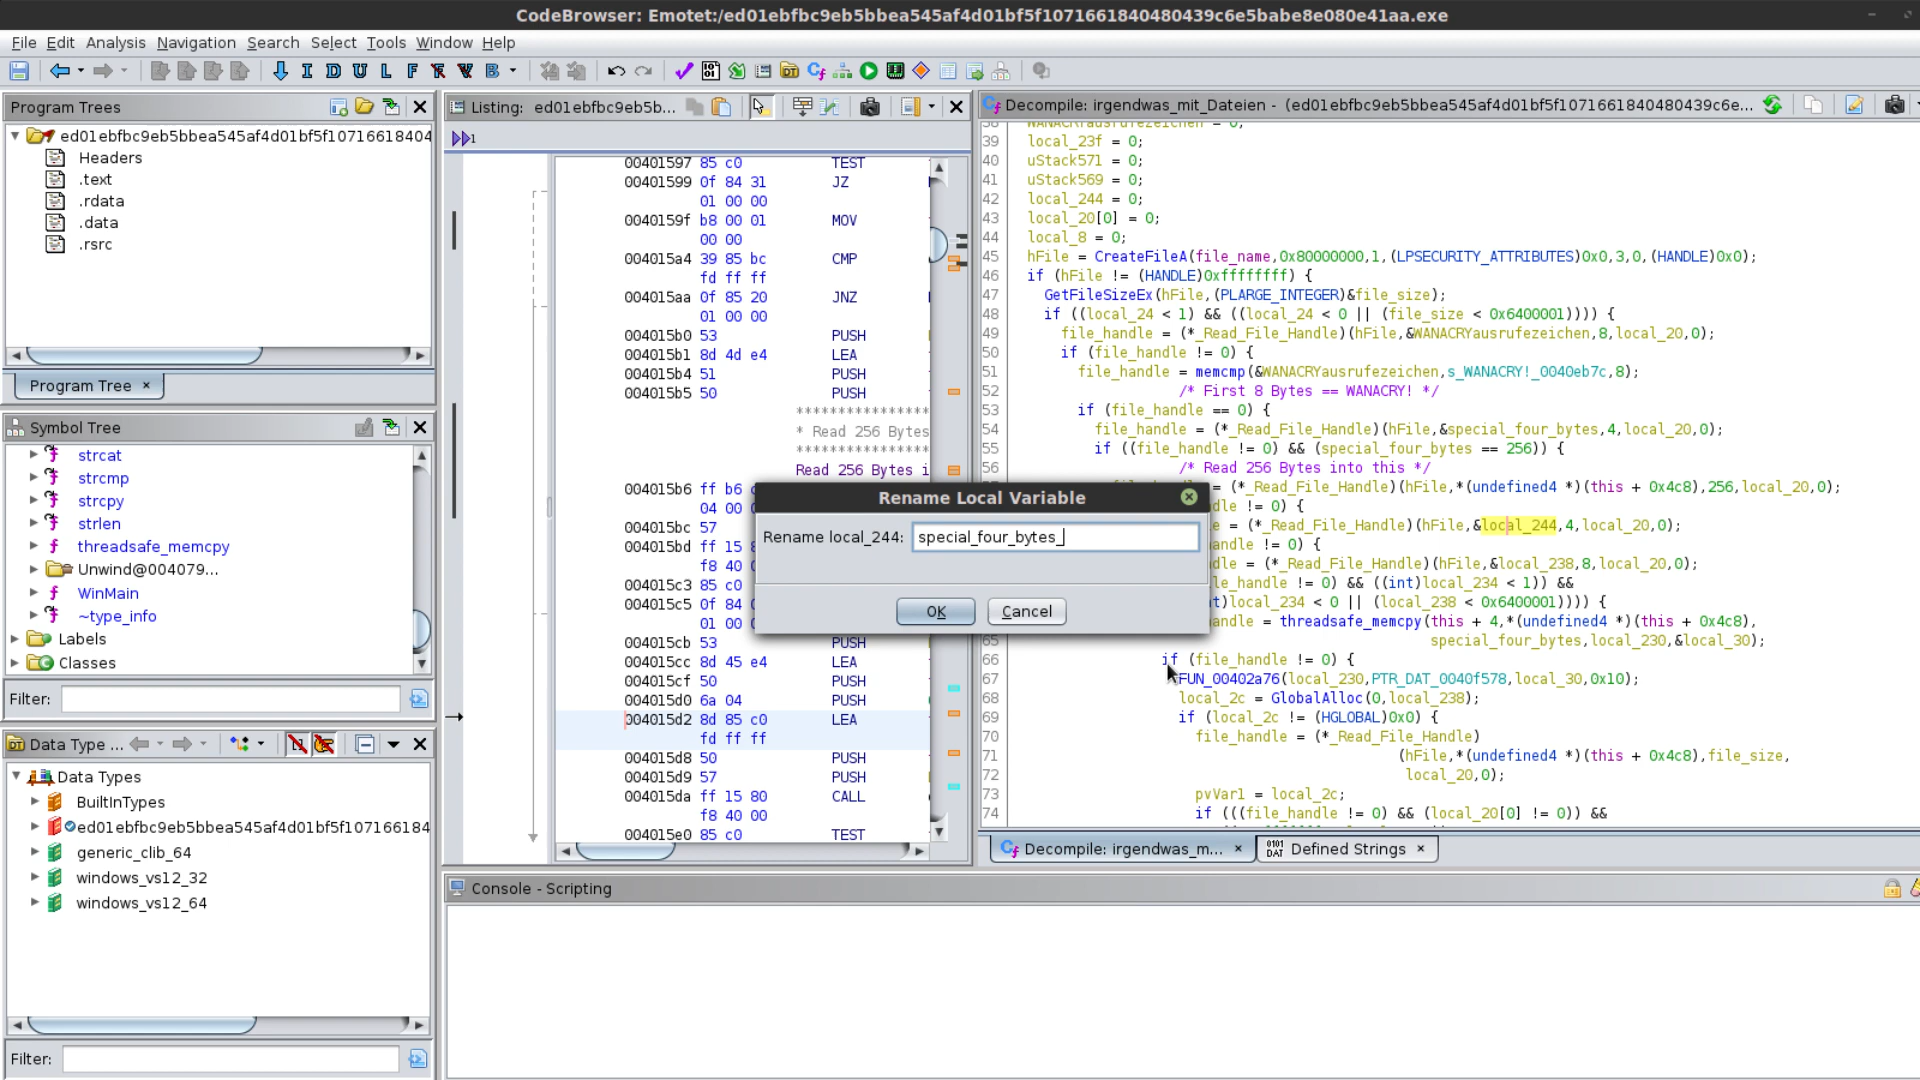 CodeBrowser: Emotet:/ed01ebfbc9eb5bbea545af4d01bf5f1071661840480439c6e5babe8e080e41aa.exe
File Edit Analysis Navigation Search Select Tools Window Help
I D U L F B
Program Trees
ed01ebfbc9eb5bbea545af4d01bf5f10716618404
Headers
.text
.rdata
.data
.rsrc
Program Tree ×
Symbol Tree
strcat
strcmp
strcpy
strlen
threadsafe_memcpy
Unwind@004079...
WinMain
~type_info
Labels
Classes
Filter:
Data Type ...
Data Types
BuiltInTypes
ed01ebfbc9eb5bbea545af4d01bf5f107166184
generic_clib_64
windows_vs12_32
windows_vs12_64
Filter:
Listing: ed01ebfbc9eb5b...
1
00401597 85 c0 TEST
00401599 0f 84 31 JZ
01 00 00
0040159f b8 00 01 MOV
00 00
004015a4 39 85 bc CMP
fd ff ff
004015aa 0f 85 20 JNZ
01 00 00
004015b0 53 PUSH
004015b1 8d 4d e4 LEA
004015b4 51 PUSH
004015b5 50 PUSH
*****************
* Read 256 Bytes
*****************
Read 256 Bytes i
004015b6 ff b6
04 00
004015bc 57
004015bd ff 15
f8 40
004015c3 85 c0
004015c5 0f 84
01 00
004015cb 53 PUSH
004015cc 8d 45 e4 LEA
004015cf 50 PUSH
004015d0 6a 04 PUSH
004015d2 8d 85 c0 LEA
fd ff ff
004015d8 50 PUSH
004015d9 57 PUSH
004015da ff 15 80 CALL
f8 40 00
004015e0 85 c0 TEST
Decompile: irgendwas_mit_Dateien - (ed01ebfbc9eb5bbea545af4d01bf5f1071661840480439c6e...
38 WANACRYausrufezeichen = 0;
39 local_23f = 0;
40 uStack571 = 0;
41 uStack569 = 0;
42 local_244 = 0;
43 local_20[0] = 0;
44 local_8 = 0;
45 hFile = CreateFileA(file_name,0x80000000,1,(LPSECURITY_ATTRIBUTES)0x0,3,0,(HANDLE)0x0);
46 if (hFile != (HANDLE)0xffffffff) {
47 GetFileSizeEx(hFile,(PLARGE_INTEGER)&file_size);
48 if ((local_24 < 1) && ((local_24 < 0 || (file_size < 0x6400001)))) {
49 file_handle = (*_Read_File_Handle)(hFile,&WANACRYausrufezeichen,8,local_20,0);
50 if (file_handle != 0) {
51 file_handle = memcmp(&WANACRYausrufezeichen,s_WANACRY!_0040eb7c,8);
52 /* First 8 Bytes == WANACRY! */
53 if (file_handle == 0) {
54 file_handle = (*_Read_File_Handle)(hFile,&special_four_bytes,4,local_20,0);
55 if ((file_handle != 0) && (special_four_bytes == 256)) {
56 /* Read 256 Bytes into this */
= (*_Read_File_Handle)(hFile,*(undefined4 *)(this + 0x4c8),256,local_20,0);
!= 0) {
= (*_Read_File_Handle)(hFile,&local_244,4,local_20,0);
ndle != 0) {
ndle = (*_Read_File_Handle)(hFile,&local_238,8,local_20,0);
le != 0) && ((int)local_234 < 1)) &&
t)local_234 < 0 || (local_238 < 0x6400001)))) {
ndle = threadsafe_memcpy(this + 4,*(undefined4 *)(this + 0x4c8),
65 special_four_bytes,local_230,&local_30);
66 if (file_handle != 0) {
67 FUN_00402a76(local_230,PTR_DAT_0040f578,local_30,0x10);
68 local_2c = GlobalAlloc(0,local_238);
69 if (local_2c != (HGLOBAL)0x0) {
70 file_handle = (*_Read_File_Handle)
71 (hFile,*(undefined4 *)(this + 0x4c8),file_size,
72 local_20,0);
73 pvVar1 = local_2c;
74 if (((file_handle != 0) && (local_20[0] != 0)) &&
Rename Local Variable
Rename local_244: special_four_bytes_
OK Cancel
Decompile: irgendwas_m... × Defined Strings ×
Console - Scripting